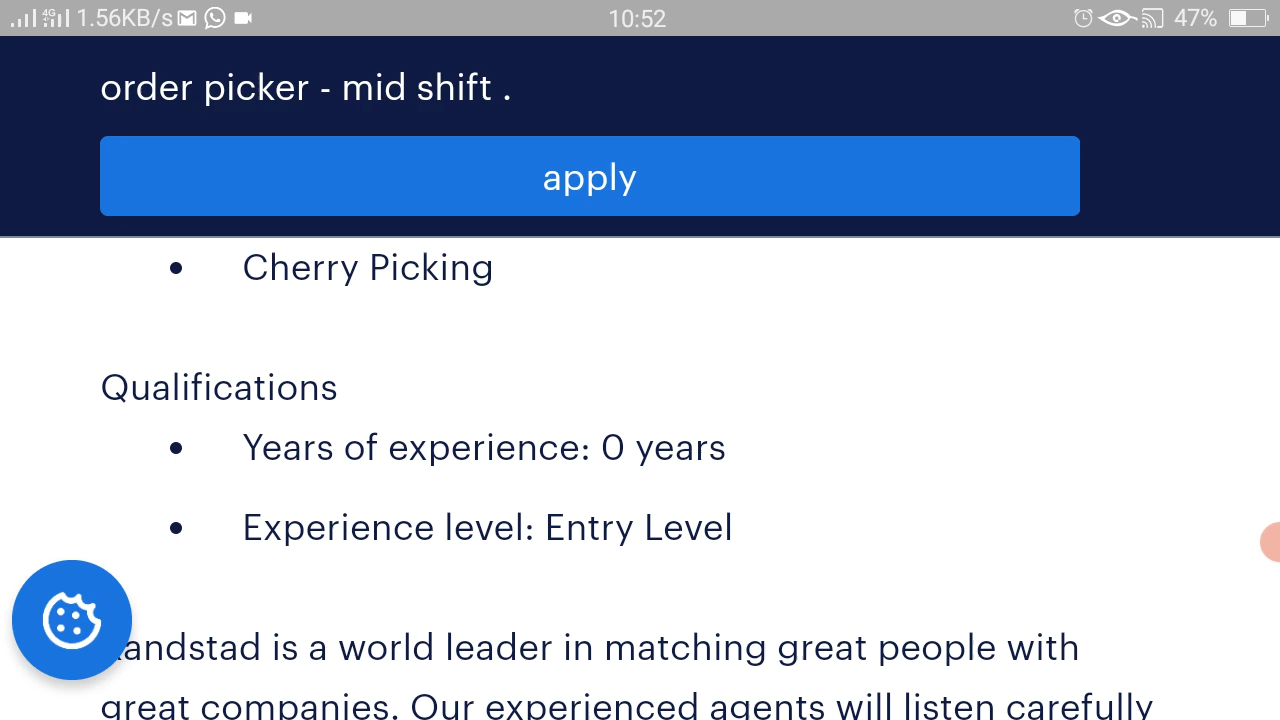 4G 1.56KB/s 10:52 47%
order picker - mid shift .
apply
• Cherry Picking
Qualifications
• Years of experience: 0 years
• Experience level: Entry Level
andstad is a world leader in matching great people with
great companies. Our experienced agents will listen carefully